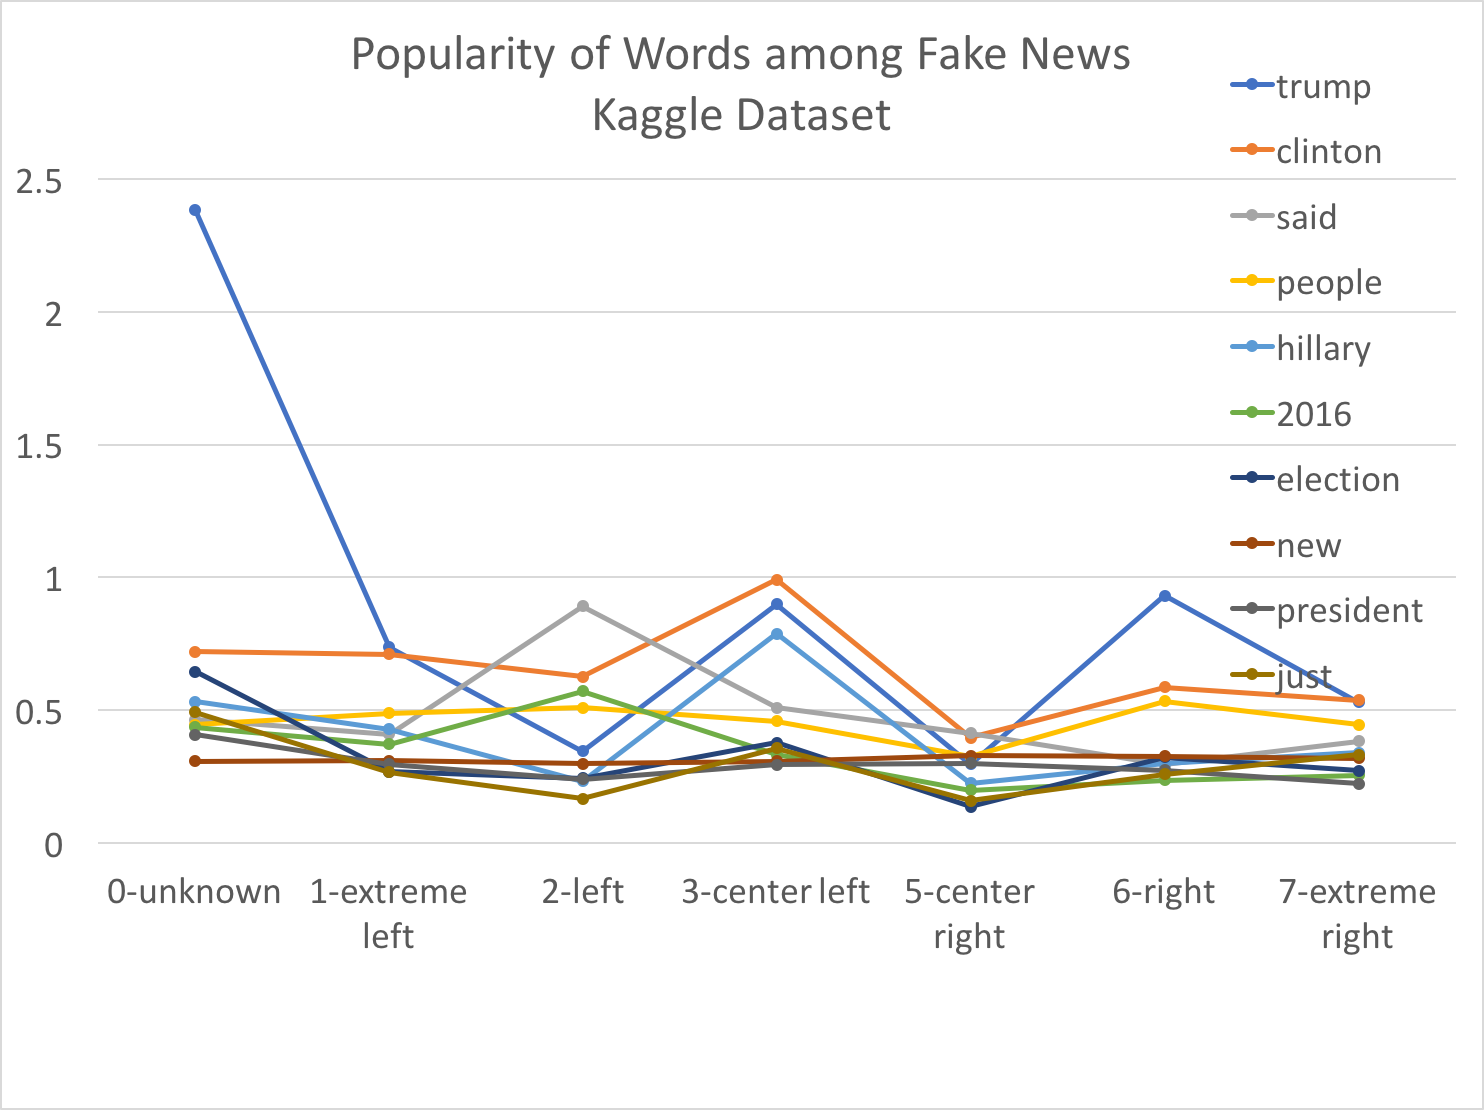 Popularity of Words among Fake News
Kaggle Dataset
trump
clinton
said
people
hillary
2016
election
new
president
just
2.5
2
1.5
1
0.5
0
0-unknown
1-extreme
left
2-left
3-center left
5-center
right
6-right
7-extreme
right